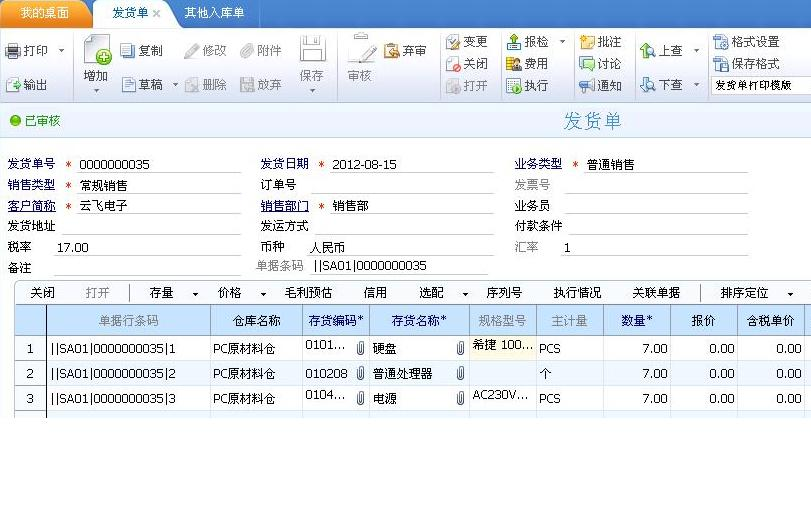 我的桌面 发货单 × 其他入库单
打印 增加 复制 修改 附件 保存 审核 弃审 变更 报检 批注 上查 格式设置
关闭 费用 讨论 保存格式
输出 草稿 删除 放弃 打开 执行 通知 下查 发货单打印模版
已审核 发货单
发货单号 * 0000000035 发货日期 * 2012-08-15 业务类型 * 普通销售
销售类型 * 常规销售 订单号 发票号
客户简称 * 云飞电子 销售部门 * 销售部 业务员
发货地址 发运方式 付款条件
税率 17.00 币种 人民币 汇率 1
备注 单据条码 ||SA01|0000000035
关闭 打开 存量 价格 毛利预估 信用 选配 序列号 执行情况 关联单据 排序定位
单据行条码 仓库名称 存货编码* 存货名称* 规格型号 主计量 数量* 报价 含税单价
1 ||SA01|0000000035|1 PC原材料仓 0101... 硬盘 希捷 100... PCS 7.00 0.00 0.00
2 ||SA01|0000000035|2 PC原材料仓 010208 普通处理器 个 7.00 0.00 0.00
3 ||SA01|0000000035|3 PC原材料仓 0104... 电源 AC230V... PCS 7.00 0.00 0.00